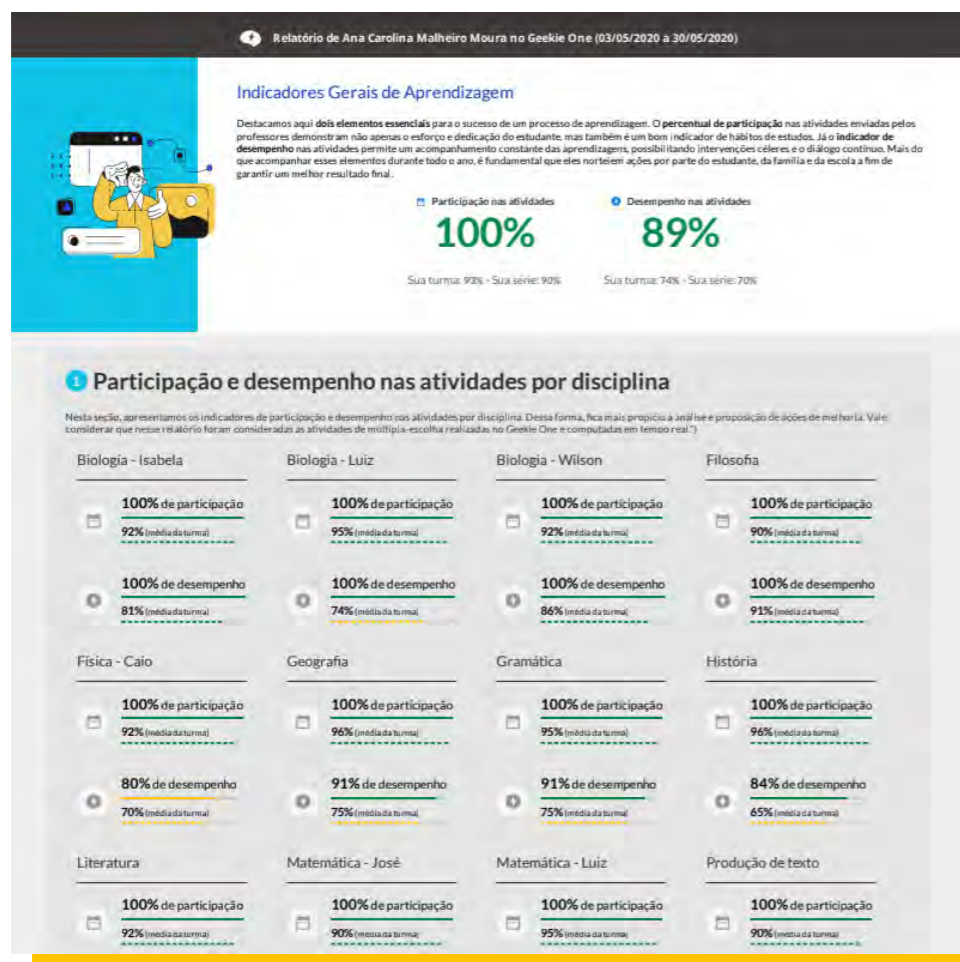 Relatório de Ana Carolina Malheiro Moura no Geekie One (03/05/2020 a 30/05/2020)
Indicadores Gerais de Aprendizagem
Destacamos aqui dois elementos essenciais para o sucesso de um processo de aprendizagem. O percentual de participação nas atividades enviadas pelos
professores demonstram não apenas o esforço e dedicação do estudante, mas também é um bom indicador de hábitos de estudos. Já o indicador de
desempenho nas atividades permite um acompanhamento constante das aprendizagens, possibilitando intervenções céleres e o diálogo contínuo. Mais do
que acompanhar esses elementos durante todo o ano, é fundamental que eles norteiem ações por parte do estudante, da família e da escola a fim de
garantir um melhor resultado final.
Participação nas atividades Desempenho nas atividades
100% 89%
Sua turma: 93% - Sua série: 90% Sua turma: 74% - Sua série: 70%
1 Participação e desempenho nas atividades por disciplina
Nesta seção, apresentamos os indicadores de participação e desempenho nas atividades por disciplina. Dessa forma, fica mais propício a análise e proposição de ações de melhoria. Vale
considerar que nesse relatório foram consideradas as atividades de múltipla-escolha realizadas no Geekie One e computadas em tempo real.")
Biologia - Isabela Biologia - Luiz Biologia - Wilson Filosofia
100% de participação 100% de participação 100% de participação 100% de participação
92% (média da turma) 95% (média da turma) 92% (média da turma) 90% (média da turma)
100% de desempenho 100% de desempenho 100% de desempenho 100% de desempenho
81% (média da turma) 74% (média da turma) 86% (média da turma) 91% (média da turma)
Física - Caio Geografia Gramática História
100% de participação 100% de participação 100% de participação 100% de participação
92% (média da turma) 96% (média da turma) 95% (média da turma) 96% (média da turma)
80% de desempenho 91% de desempenho 91% de desempenho 84% de desempenho
70% (média da turma) 75% (média da turma) 75% (média da turma) 65% (média da turma)
Literatura Matemática - José Matemática - Luiz Produção de texto
100% de participação 100% de participação 100% de participação 100% de participação
92% (média da turma) 90% (média da turma) 95% (média da turma) 90% (média da turma)